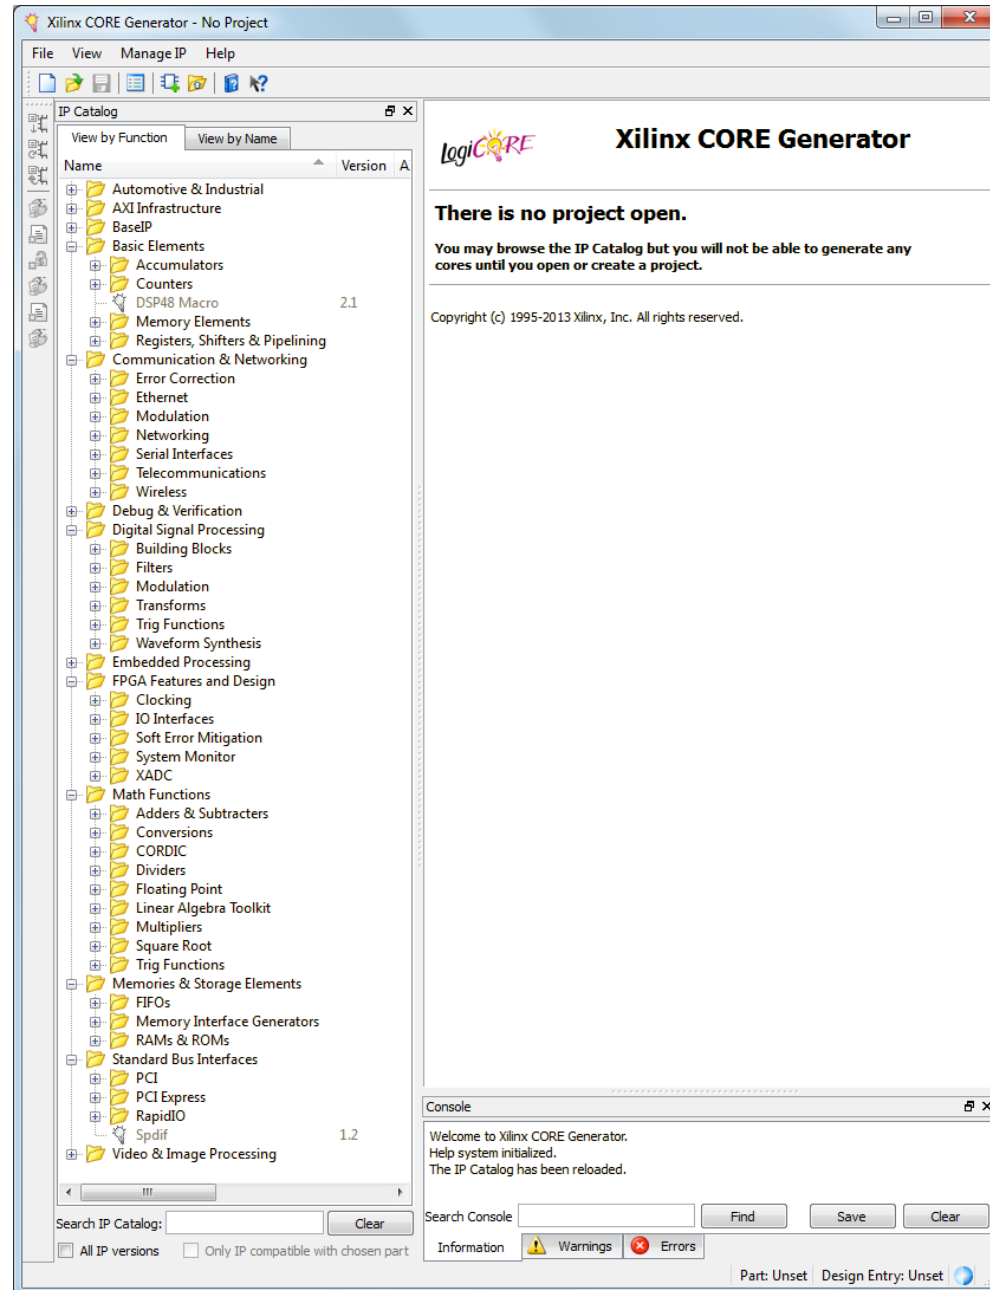 Xilinx CORE Generator - No Project
File View Manage IP Help
IP Catalog
View by Function View by Name
Name Version A
Automotive & Industrial
AXI Infrastructure
BaseIP
Basic Elements
Accumulators
Counters
DSP48 Macro 2.1
Memory Elements
Registers, Shifters & Pipelining
Communication & Networking
Error Correction
Ethernet
Modulation
Networking
Serial Interfaces
Telecommunications
Wireless
Debug & Verification
Digital Signal Processing
Building Blocks
Filters
Modulation
Transforms
Trig Functions
Waveform Synthesis
Embedded Processing
FPGA Features and Design
Clocking
IO Interfaces
Soft Error Mitigation
System Monitor
XADC
Math Functions
Adders & Subtracters
Conversions
CORDIC
Dividers
Floating Point
Linear Algebra Toolkit
Multipliers
Square Root
Trig Functions
Memories & Storage Elements
FIFOs
Memory Interface Generators
RAMs & ROMs
Standard Bus Interfaces
PCI
PCI Express
RapidIO
Spdif 1.2
Video & Image Processing
Search IP Catalog: Clear
All IP versions Only IP compatible with chosen part
LogiCORE Xilinx CORE Generator
There is no project open.
You may browse the IP Catalog but you will not be able to generate any
cores until you open or create a project.
Copyright (c) 1995-2013 Xilinx, Inc. All rights reserved.
Console
Welcome to Xilinx CORE Generator.
Help system initialized.
The IP Catalog has been reloaded.
Search Console Find Save Clear
Information Warnings Errors
Part: Unset Design Entry: Unset